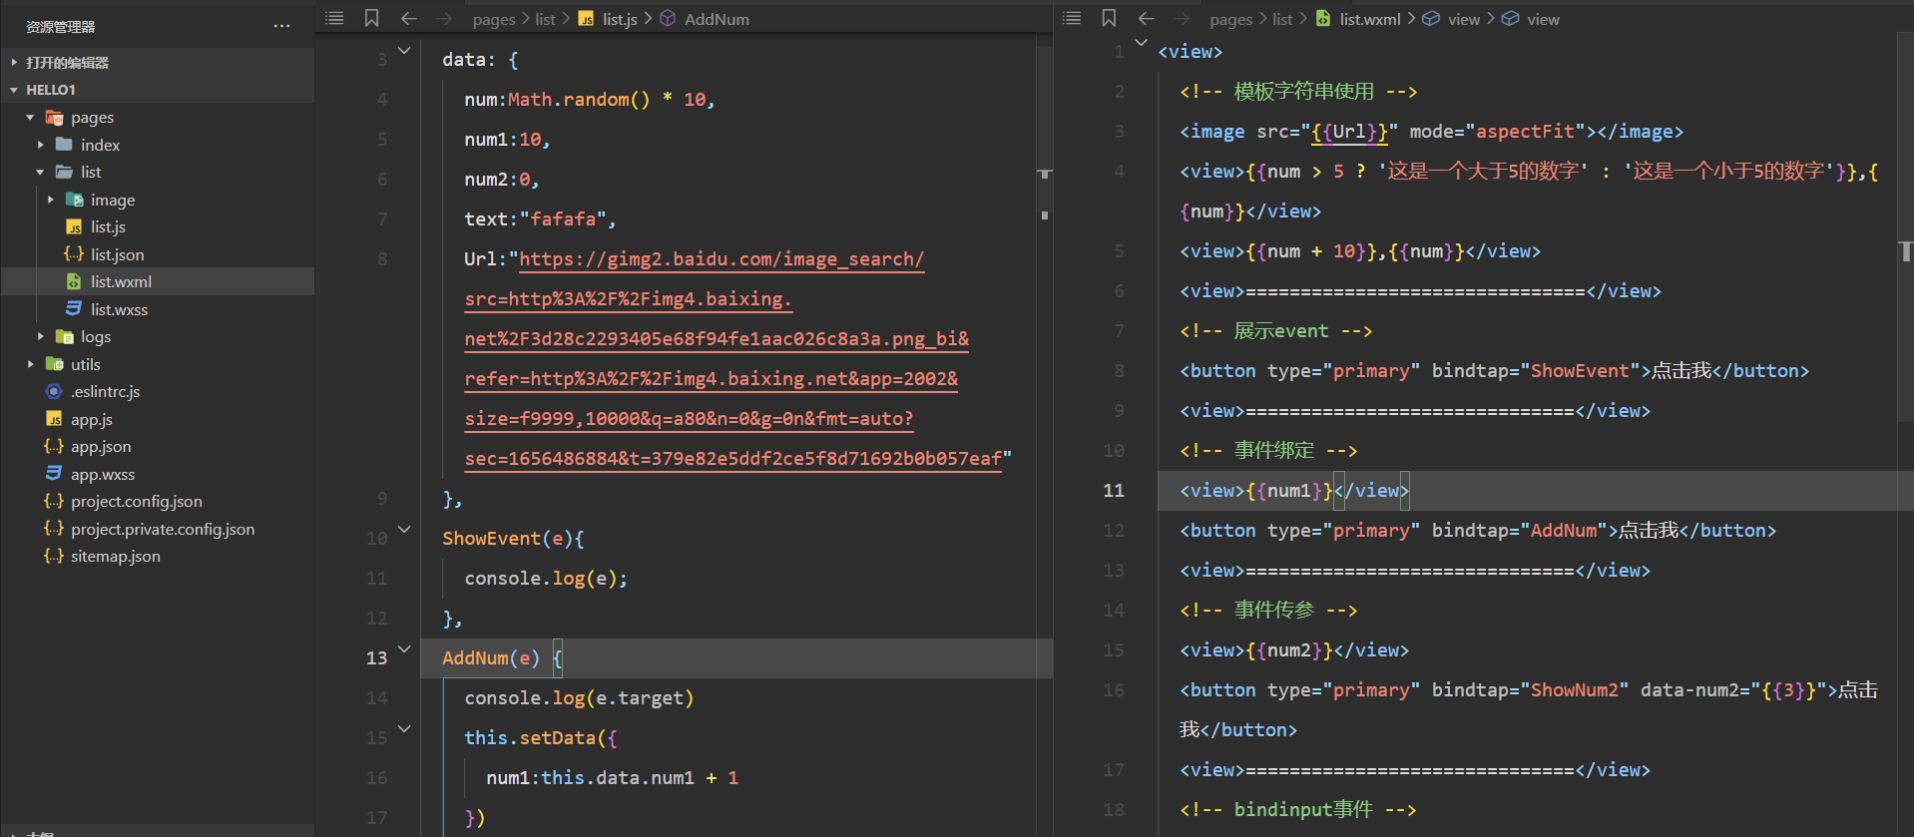 资源管理器
···
打开的编辑器
HELLO1
pages
index
list
image
list.js
list.json
list.wxml
list.wxss
logs
utils
.eslintrc.js
app.js
app.json
app.wxss
project.config.json
project.private.config.json
sitemap.json
pages > list > JS list.js > AddNum
3 data: {
4 num:Math.random() * 10,
5 num1:10,
6 num2:0,
7 text:"fafafa",
8 Url:"https://gimg2.baidu.com/image_search/
src=http%3A%2F%2Fimg4.baixing.
net%2F3d28c2293405e68f94fe1aac026c8a3a.png_bi&
refer=http%3A%2F%2Fimg4.baixing.net&app=2002&
size=f9999,10000&q=a80&n=0&g=0n&fmt=auto?
sec=1656486884&t=379e82e5ddf2ce5f8d71692b0b057eaf"
9 },
10 ShowEvent(e){
11 console.log(e);
12 },
13 AddNum(e) {
14 console.log(e.target)
15 this.setData({
16 num1:this.data.num1 + 1
17 })
pages > list > list.wxml > view > view
1 <view>
2 <!-- 模板字符串使用 -->
3 <image src="{{Url}}" mode="aspectFit"></image>
4 <view>{{num > 5 ? '这是一个大于5的数字' : '这是一个小于5的数字'}},{
{num}}</view>
5 <view>{{num + 10}},{{num}}</view>
6 <view>===============================</view>
7 <!-- 展示event -->
8 <button type="primary" bindtap="ShowEvent">点击我</button>
9 <view>==============================</view>
10 <!-- 事件绑定 -->
11 <view>{{num1}}</view>
12 <button type="primary" bindtap="AddNum">点击我</button>
13 <view>==============================</view>
14 <!-- 事件传参 -->
15 <view>{{num2}}</view>
16 <button type="primary" bindtap="ShowNum2" data-num2="{{3}}">点击
我</button>
17 <view>==============================</view>
18 <!-- bindinput事件 -->